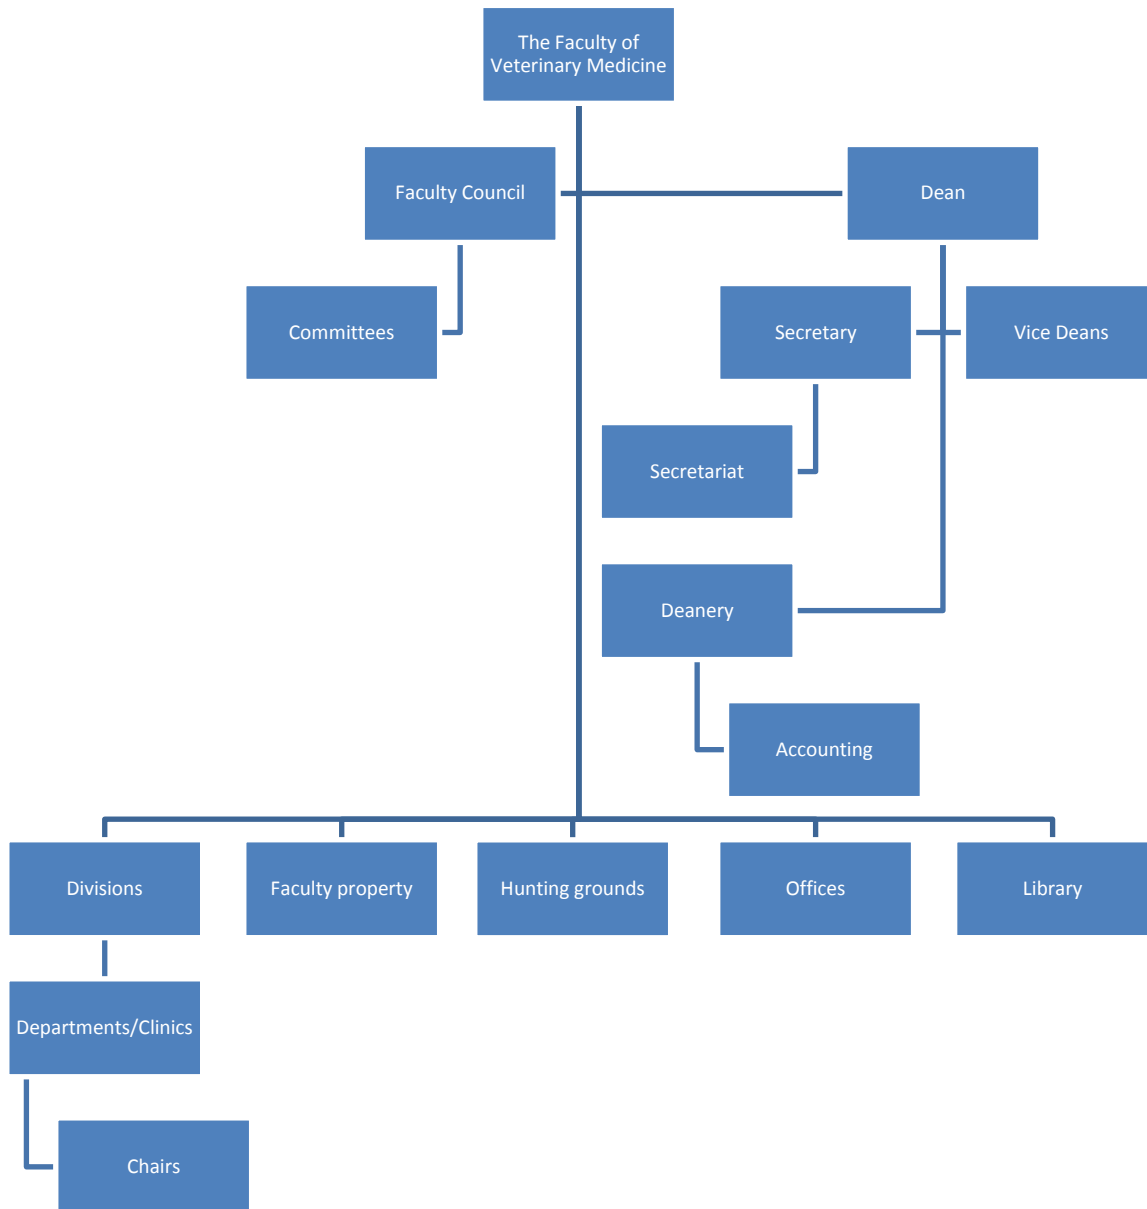 The Faculty of
Veterinary Medicine
Faculty Council
Dean
Committees
Secretary
Vice Deans
Secretariat
Deanery
Accounting
Divisions
Faculty property
Hunting grounds
Offices
Library
Departments/Clinics
Chairs